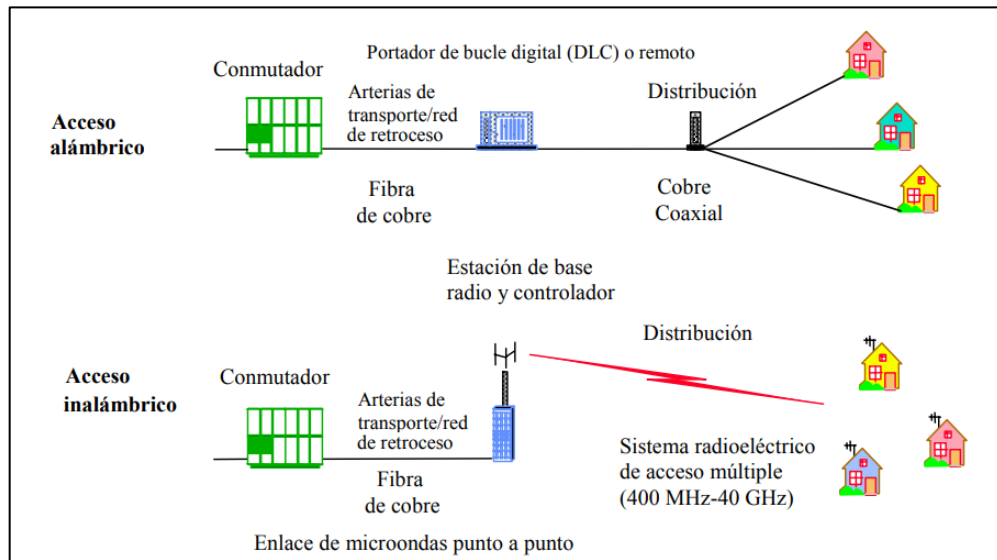 Portador de bucle digital (DLC) o remoto
Conmutador
Arterias de
transporte/red
de retroceso
Distribución
Acceso
alámbrico
Fibra
de cobre
Cobre
Coaxial
Estación de base
radio y controlador
Distribución
Acceso
inalámbrico
Conmutador
Arterias de
transporte/red
de retroceso
Fibra
de cobre
Sistema radioeléctrico
de acceso múltiple
(400 MHz-40 GHz)
Enlace de microondas punto a punto